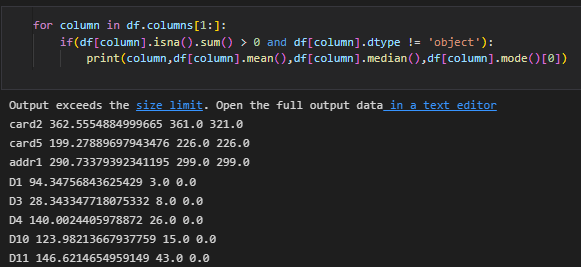 for column in df.columns[1:]:
if(df[column].isna().sum() > 0 and df[column].dtype != 'object'):
print(column,df[column].mean(),df[column].median(),df[column].mode()[0])
Output exceeds the size limit. Open the full output data in a text editor
card2 362.5554884999665 361.0 321.0
card5 199.27889697943476 226.0 226.0
addr1 290.73379392341195 299.0 299.0
D1 94.34756843625429 3.0 0.0
D3 28.343347718075332 8.0 0.0
D4 140.0024405978872 26.0 0.0
D10 123.98213667937759 15.0 0.0
D11 146.6214654959149 43.0 0.0